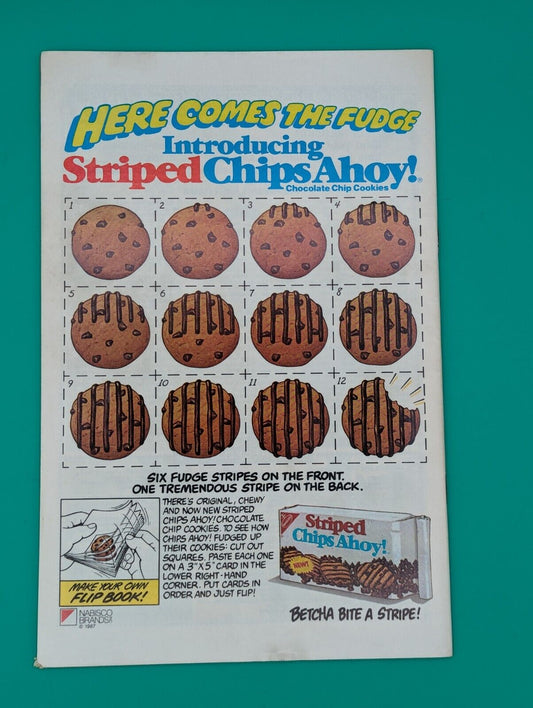 HERE COMES THE FUDGE
Introducing
Striped Chips Ahoy!®
Chocolate Chip Cookies
1 2 3 4
5 6 7 8
9 10 11 12
SIX FUDGE STRIPES ON THE FRONT.
ONE TREMENDOUS STRIPE ON THE BACK.
THERE'S ORIGINAL, CHEWY
AND NOW NEW STRIPED
CHIPS AHOY! CHOCOLATE
CHIP COOKIES. TO SEE HOW
CHIPS AHOY! FUDGED UP
THEIR COOKIES: CUT OUT
SQUARES. PASTE EACH ONE
ON A 3"X5" CARD IN THE
LOWER RIGHT-HAND
CORNER. PUT CARDS IN
ORDER AND JUST FLIP!
MAKE YOUR OWN
FLIP BOOK!
NABISCO
BRANDS
© 1987
Striped
Chips Ahoy!
NEW!
BETCHA BITE A STRIPE!